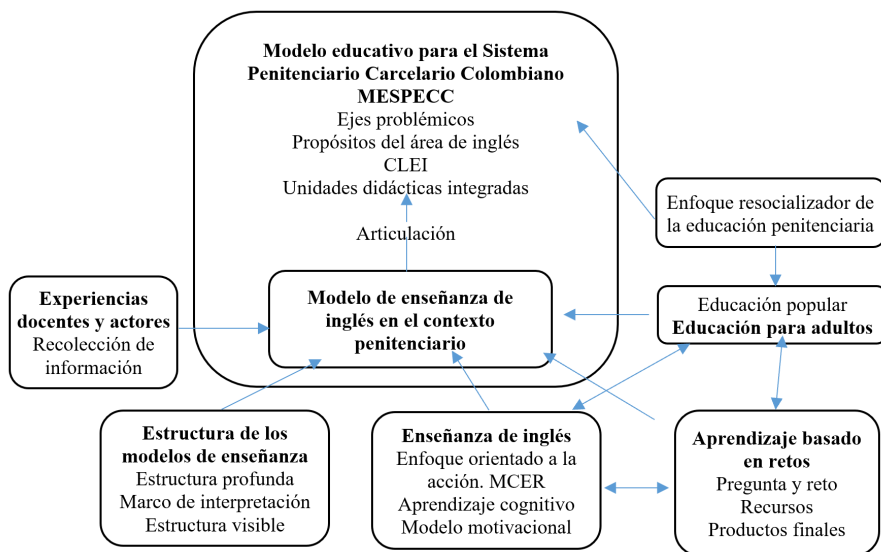 Modelo educativo para el Sistema
Penitenciario Carcelario Colombiano
MESPECC
Ejes problémicos
Propósitos del área de inglés
CLEI
Unidades didácticas integradas
Articulación
Enfoque resocializador de
la educación penitenciaria
Experiencias
docentes y actores
Recolección de
información
Modelo de enseñanza de
inglés en el contexto
penitenciario
Educación popular
Educación para adultos
Estructura de los
modelos de enseñanza
Estructura profunda
Marco de interpretación
Estructura visible
Enseñanza de inglés
Enfoque orientado a la
acción. MCER
Aprendizaje cognitivo
Modelo motivacional
Aprendizaje basado
en retos
Pregunta y reto
Recursos
Productos finales